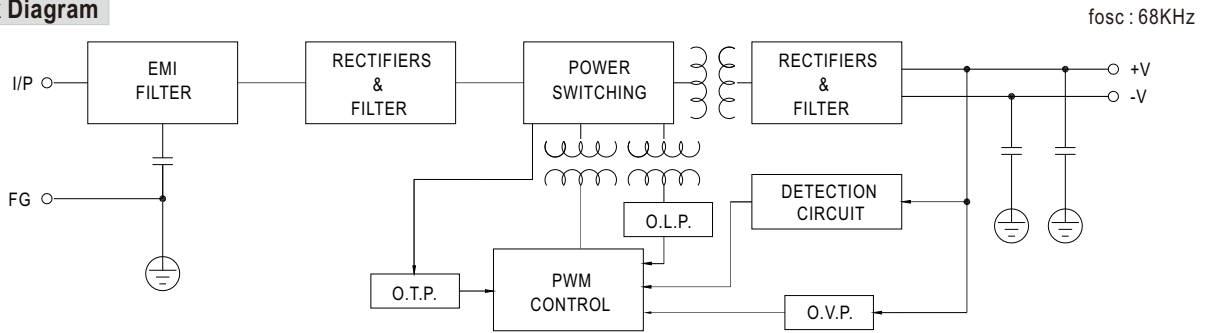 Diagram
fosc : 68KHz
I/P
EMI
FILTER
RECTIFIERS
&
FILTER
POWER
SWITCHING
RECTIFIERS
&
FILTER
+V
-V
FG
DETECTION
CIRCUIT
O.L.P.
O.T.P.
PWM
CONTROL
O.V.P.